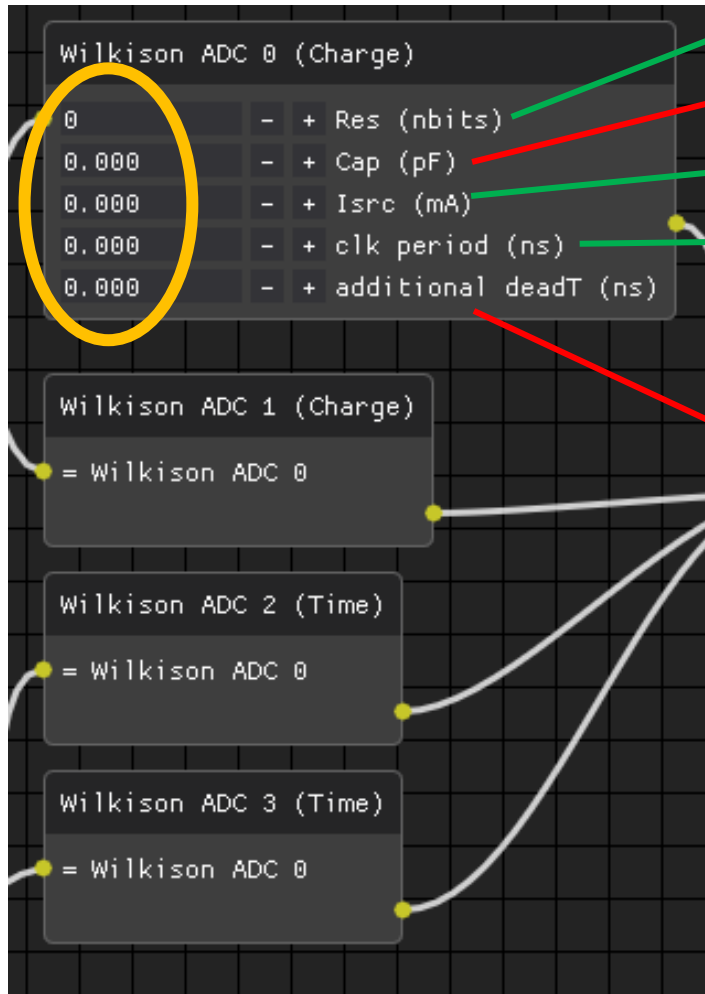 Wilkison ADC 0 (Charge)
0 - + Res (nbits)
0.000 - + Cap (pF)
0.000 - + Isrc (mA)
0.000 - + clk period (ns)
0.000 - + additional deadT (ns)
Wilkison ADC 1 (Charge)
= Wilkison ADC 0
Wilkison ADC 2 (Time)
= Wilkison ADC 0
Wilkison ADC 3 (Time)
= Wilkison ADC 0